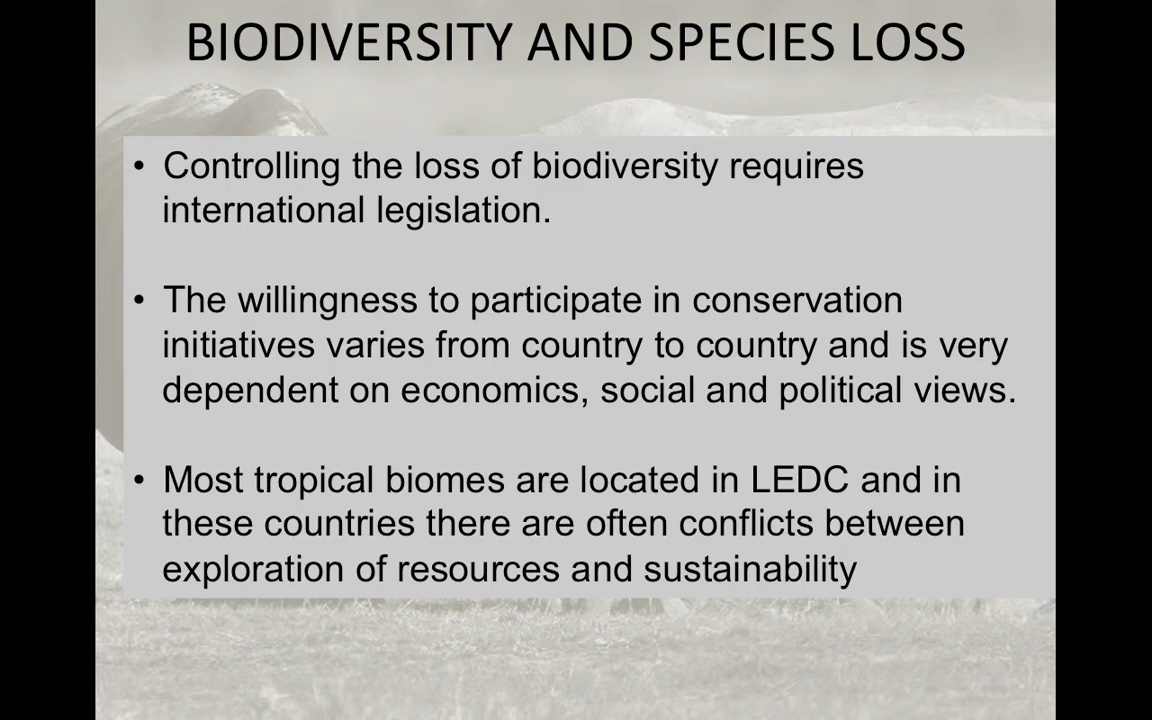 BIODIVERSITY AND SPECIES LOSS
• Controlling the loss of biodiversity requires
international legislation.
• The willingness to participate in conservation
initiatives varies from country to country and is very
dependent on economics, social and political views.
• Most tropical biomes are located in LEDC and in
these countries there are often conflicts between
exploration of resources and sustainability